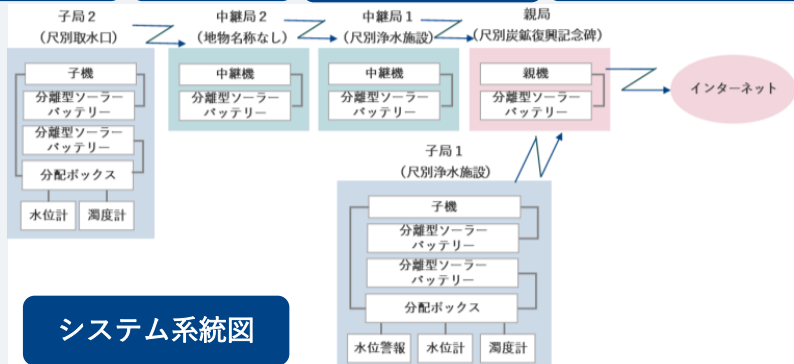 子局2
(尺別取水口)
子機
分離型ソーラー
バッテリー
分離型ソーラー
バッテリー
分配ボックス
水位計
濁度計
中継局2
(地物名称なし)
中継機
分離型ソーラー
バッテリー
中継局1
(尺別浄水施設)
中継機
分離型ソーラー
バッテリー
親局
(尺別炭鉱復興記念碑)
親機
分離型ソーラー
バッテリー
インターネット
子局1
(尺別浄水施設)
子機
分離型ソーラー
バッテリー
分離型ソーラー
バッテリー
分配ボックス
水位警報
水位計
濁度計
システム系統図